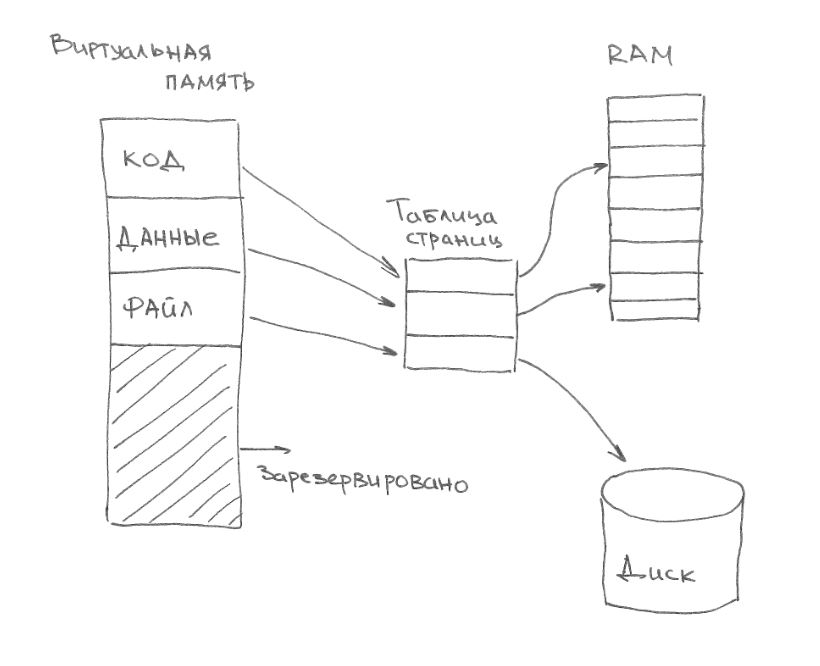 Виртуальная
память
RAM
КОД
Таблица
страниц
Данные
ФАЙЛ
Зарезервировано
Диск